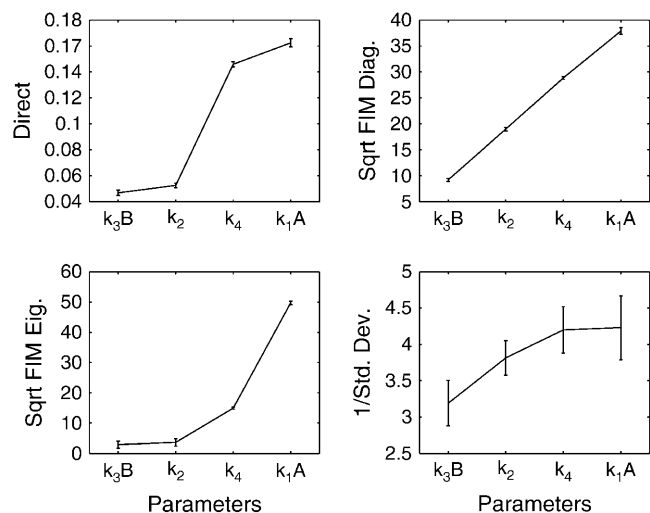 Direct
0.18
0.17
0.14
0.1
0.08
0.06
0.04
k₃B k₂ k₄ k₁A
Sqrt FIM Diag.
40
35
30
25
20
15
10
5
k₃B k₂ k₄ k₁A
Sqrt FIM Eig.
60
50
40
30
20
10
0
k₃B k₂ k₄ k₁A
Parameters
1/Std. Dev.
5
4.5
4
3.5
3
2.5
k₃B k₂ k₄ k₁A
Parameters